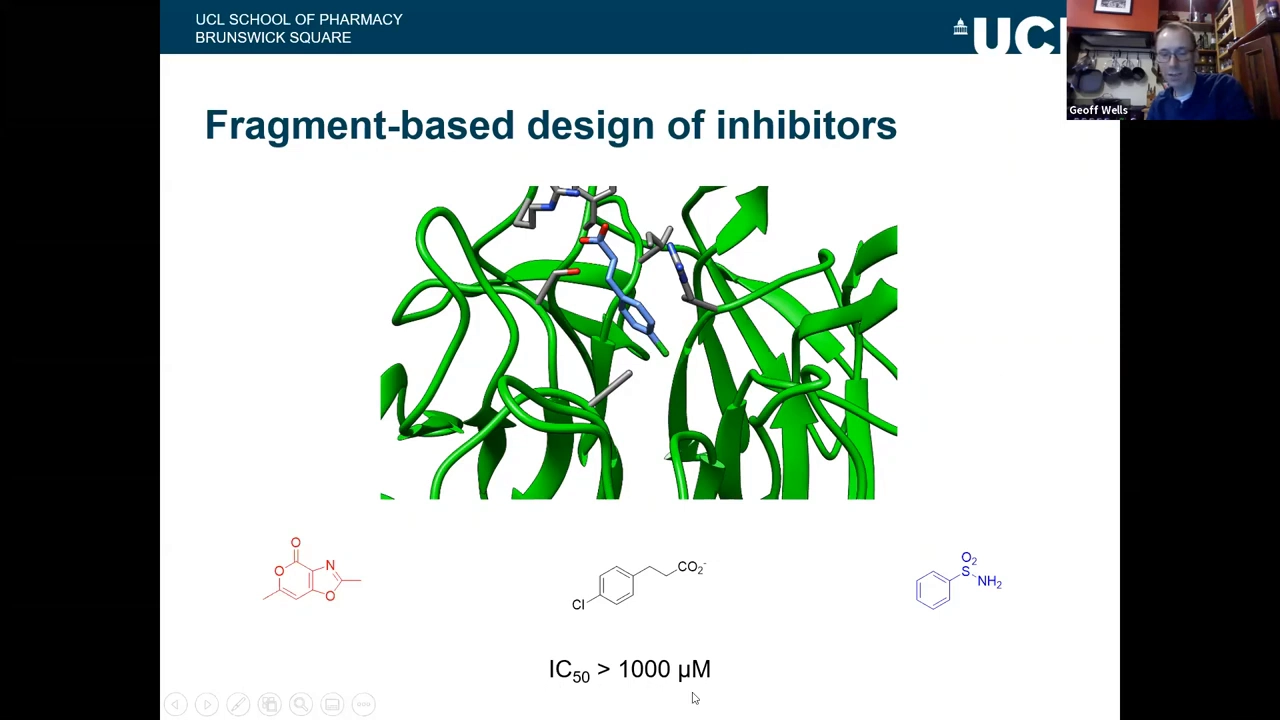 UCL SCHOOL OF PHARMACY
BRUNSWICK SQUARE
UCL
Geoff Wells
Fragment-based design of inhibitors
O
O
N
O
Cl
CO₂⁻
O₂
S
NH₂
IC₅₀ > 1000 µM